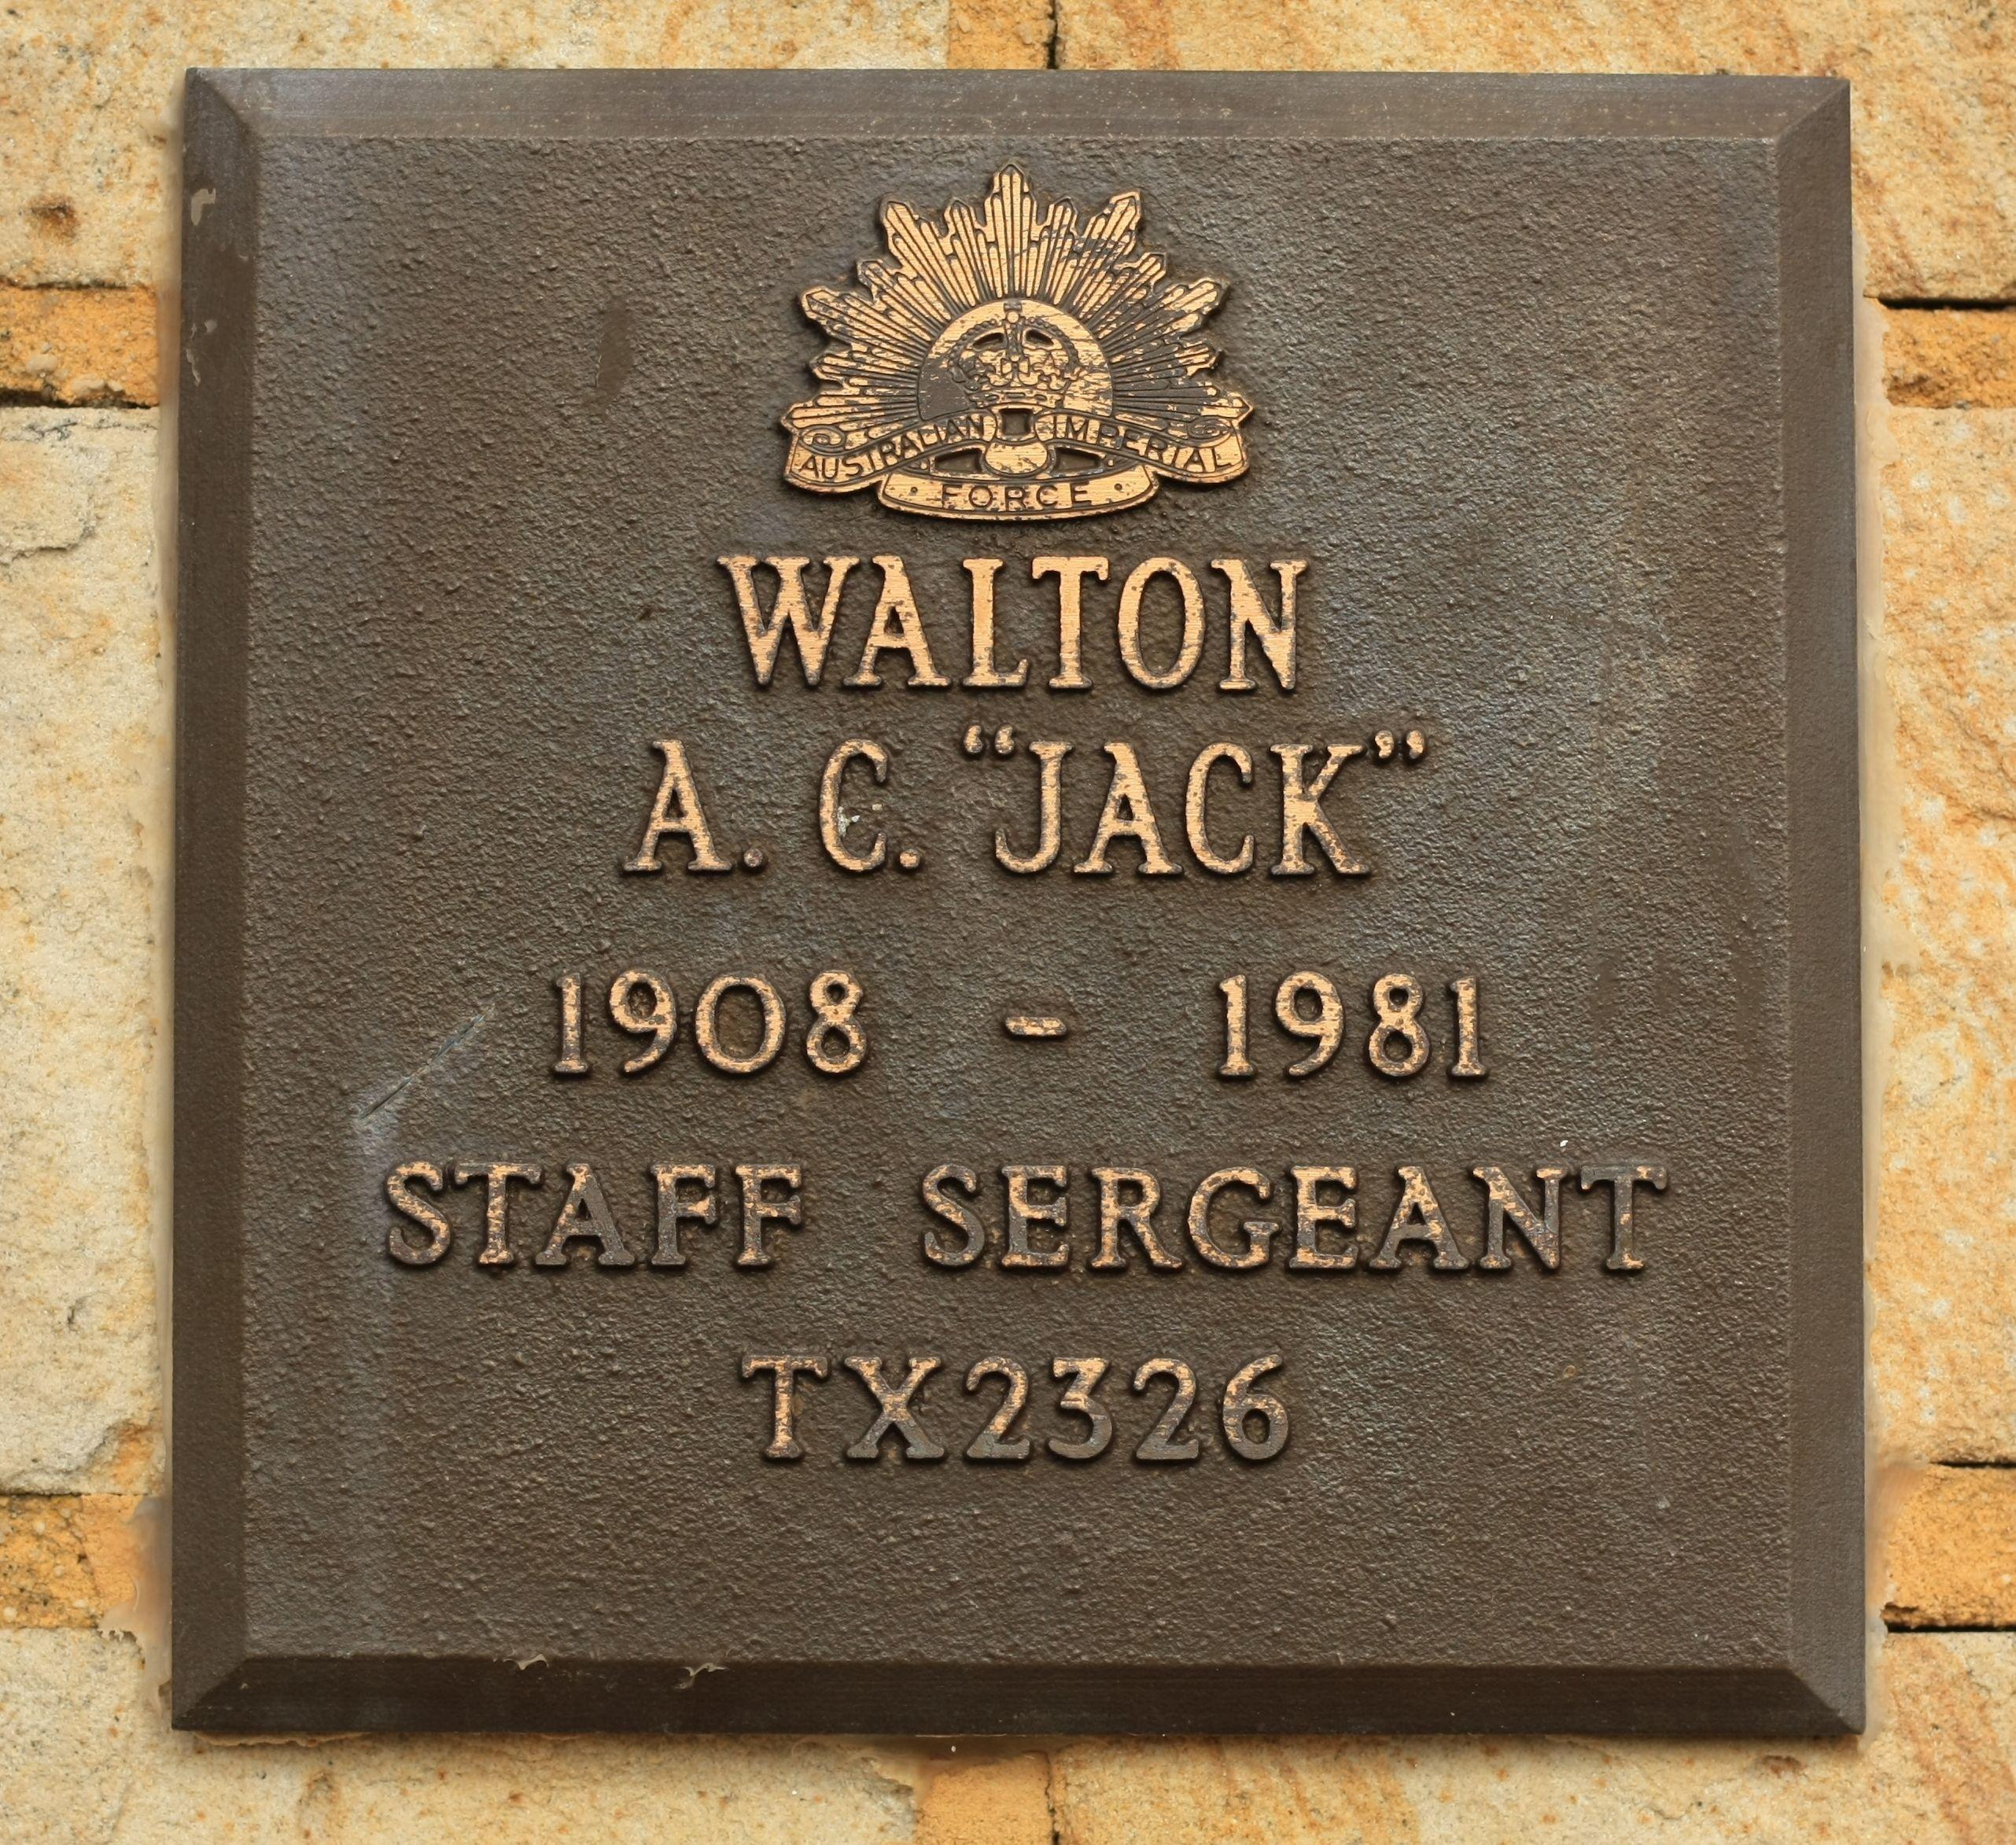 AUSTRALIAN IMPERIAL
FORCE
WALTON
A. C. “JACK”
1908 - 1981
STAFF SERGEANT
TX2326